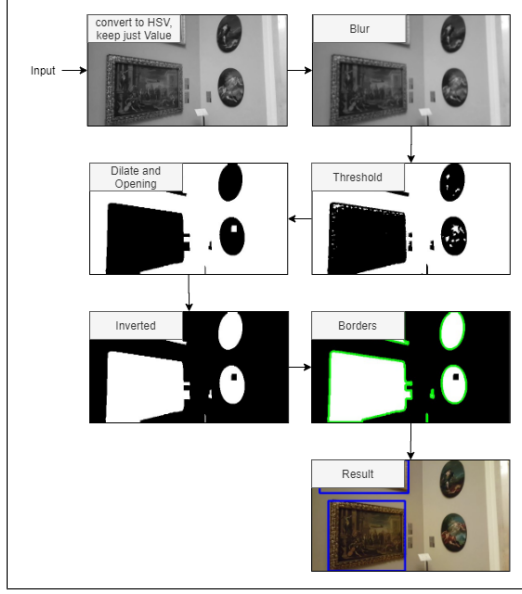 convert to HSV,
keep just Value
Blur
Input
Dilate and
Opening
Threshold
Inverted
Borders
Result